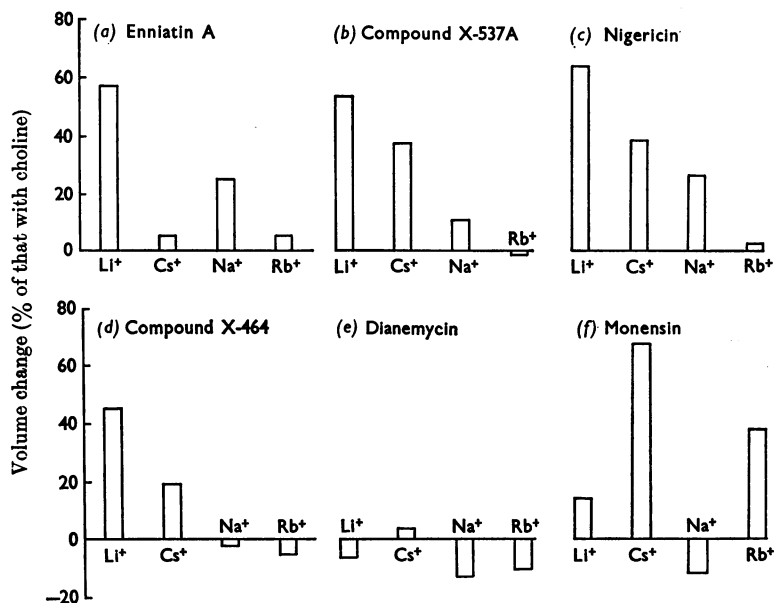 Volume change (% of that with choline)
80
60
40
20
0
(a) Enniatin A
Li⁺ Cs⁺ Na⁺ Rb⁺
(b) Compound X-537A
Li⁺ Cs⁺ Na⁺ Rb⁺
(c) Nigericin
Li⁺ Cs⁺ Na⁺ Rb⁺
80
60
40
20
0
−20
(d) Compound X-464
Li⁺ Cs⁺ Na⁺ Rb⁺
(e) Dianemycin
Li⁺ Cs⁺ Na⁺ Rb⁺
(f) Monensin
Li⁺ Cs⁺ Na⁺ Rb⁺